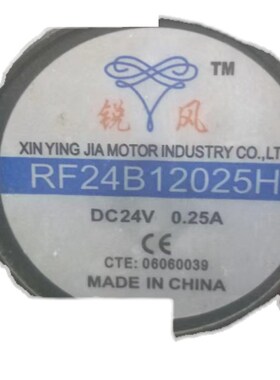 TM
锐 风
XIN YING JIA MOTOR INDUSTRY CO.,LT
RF24B12025H
DC24V 0.25A
CE
CTE: 06060039
MADE IN CHINA